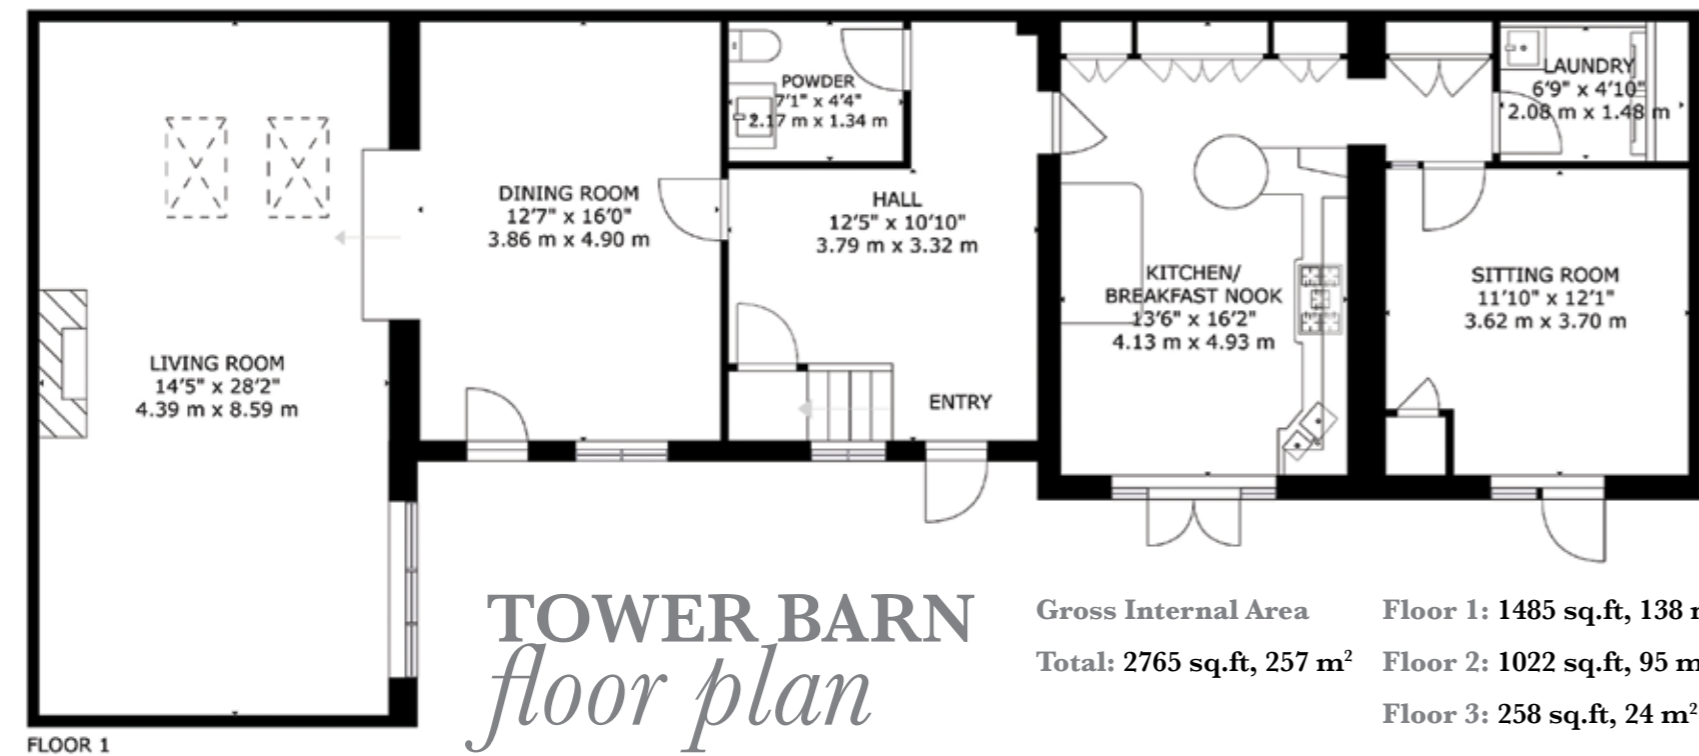 POWDER
7'1" x 4'4"
2.17 m x 1.34 m
LAUNDRY
6'9" x 4'10"
2.08 m x 1.48 m
DINING ROOM
12'7" x 16'0"
3.86 m x 4.90 m
HALL
12'5" x 10'10"
3.79 m x 3.32 m
KITCHEN/
BREAKFAST NOOK
13'6" x 16'2"
4.13 m x 4.93 m
SITTING ROOM
11'10" x 12'1"
3.62 m x 3.70 m
LIVING ROOM
14'5" x 28'2"
4.39 m x 8.59 m
ENTRY
TOWER BARN
floor plan
Gross Internal Area
Total: 2765 sq.ft, 257 m²
Floor 1: 1485 sq.ft, 138 m
Floor 2: 1022 sq.ft, 95 m
Floor 3: 258 sq.ft, 24 m²
FLOOR 1